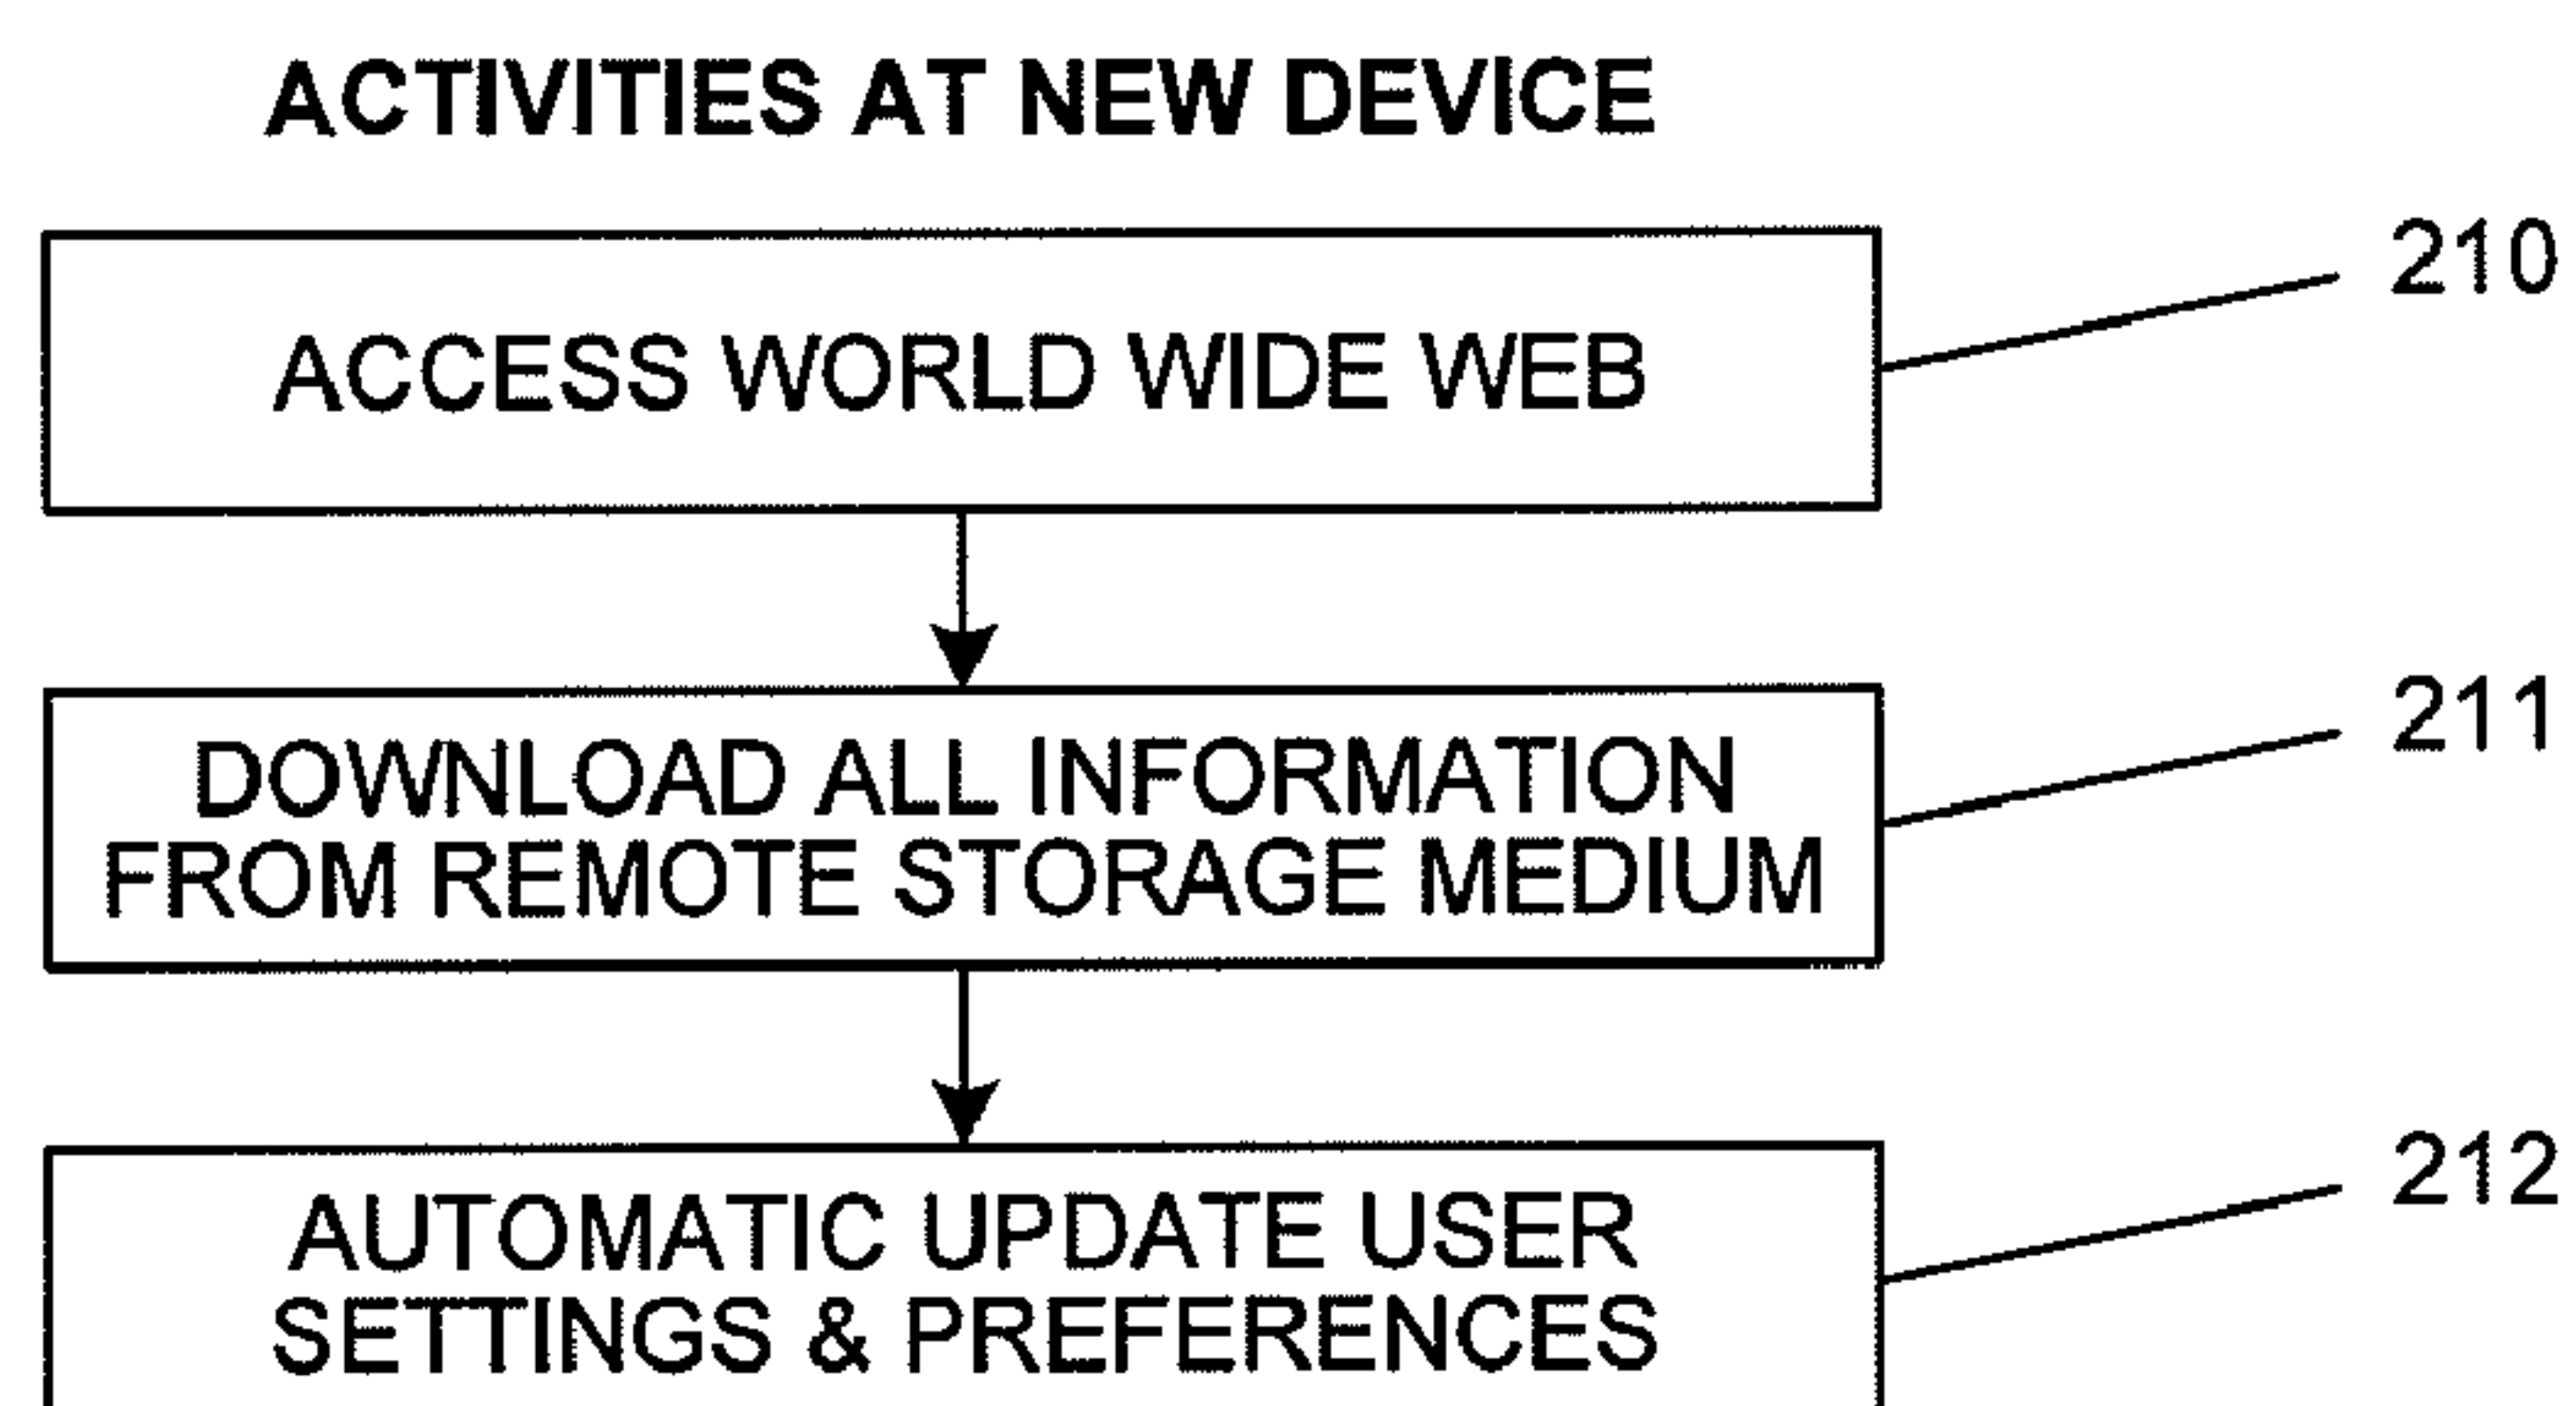 ACTIVITIES AT NEW DEVICE
210
ACCESS WORLD WIDE WEB
211
DOWNLOAD ALL INFORMATION
FROM REMOTE STORAGE MEDIUM
212
AUTOMATIC UPDATE USER
SETTINGS & PREFERENCES